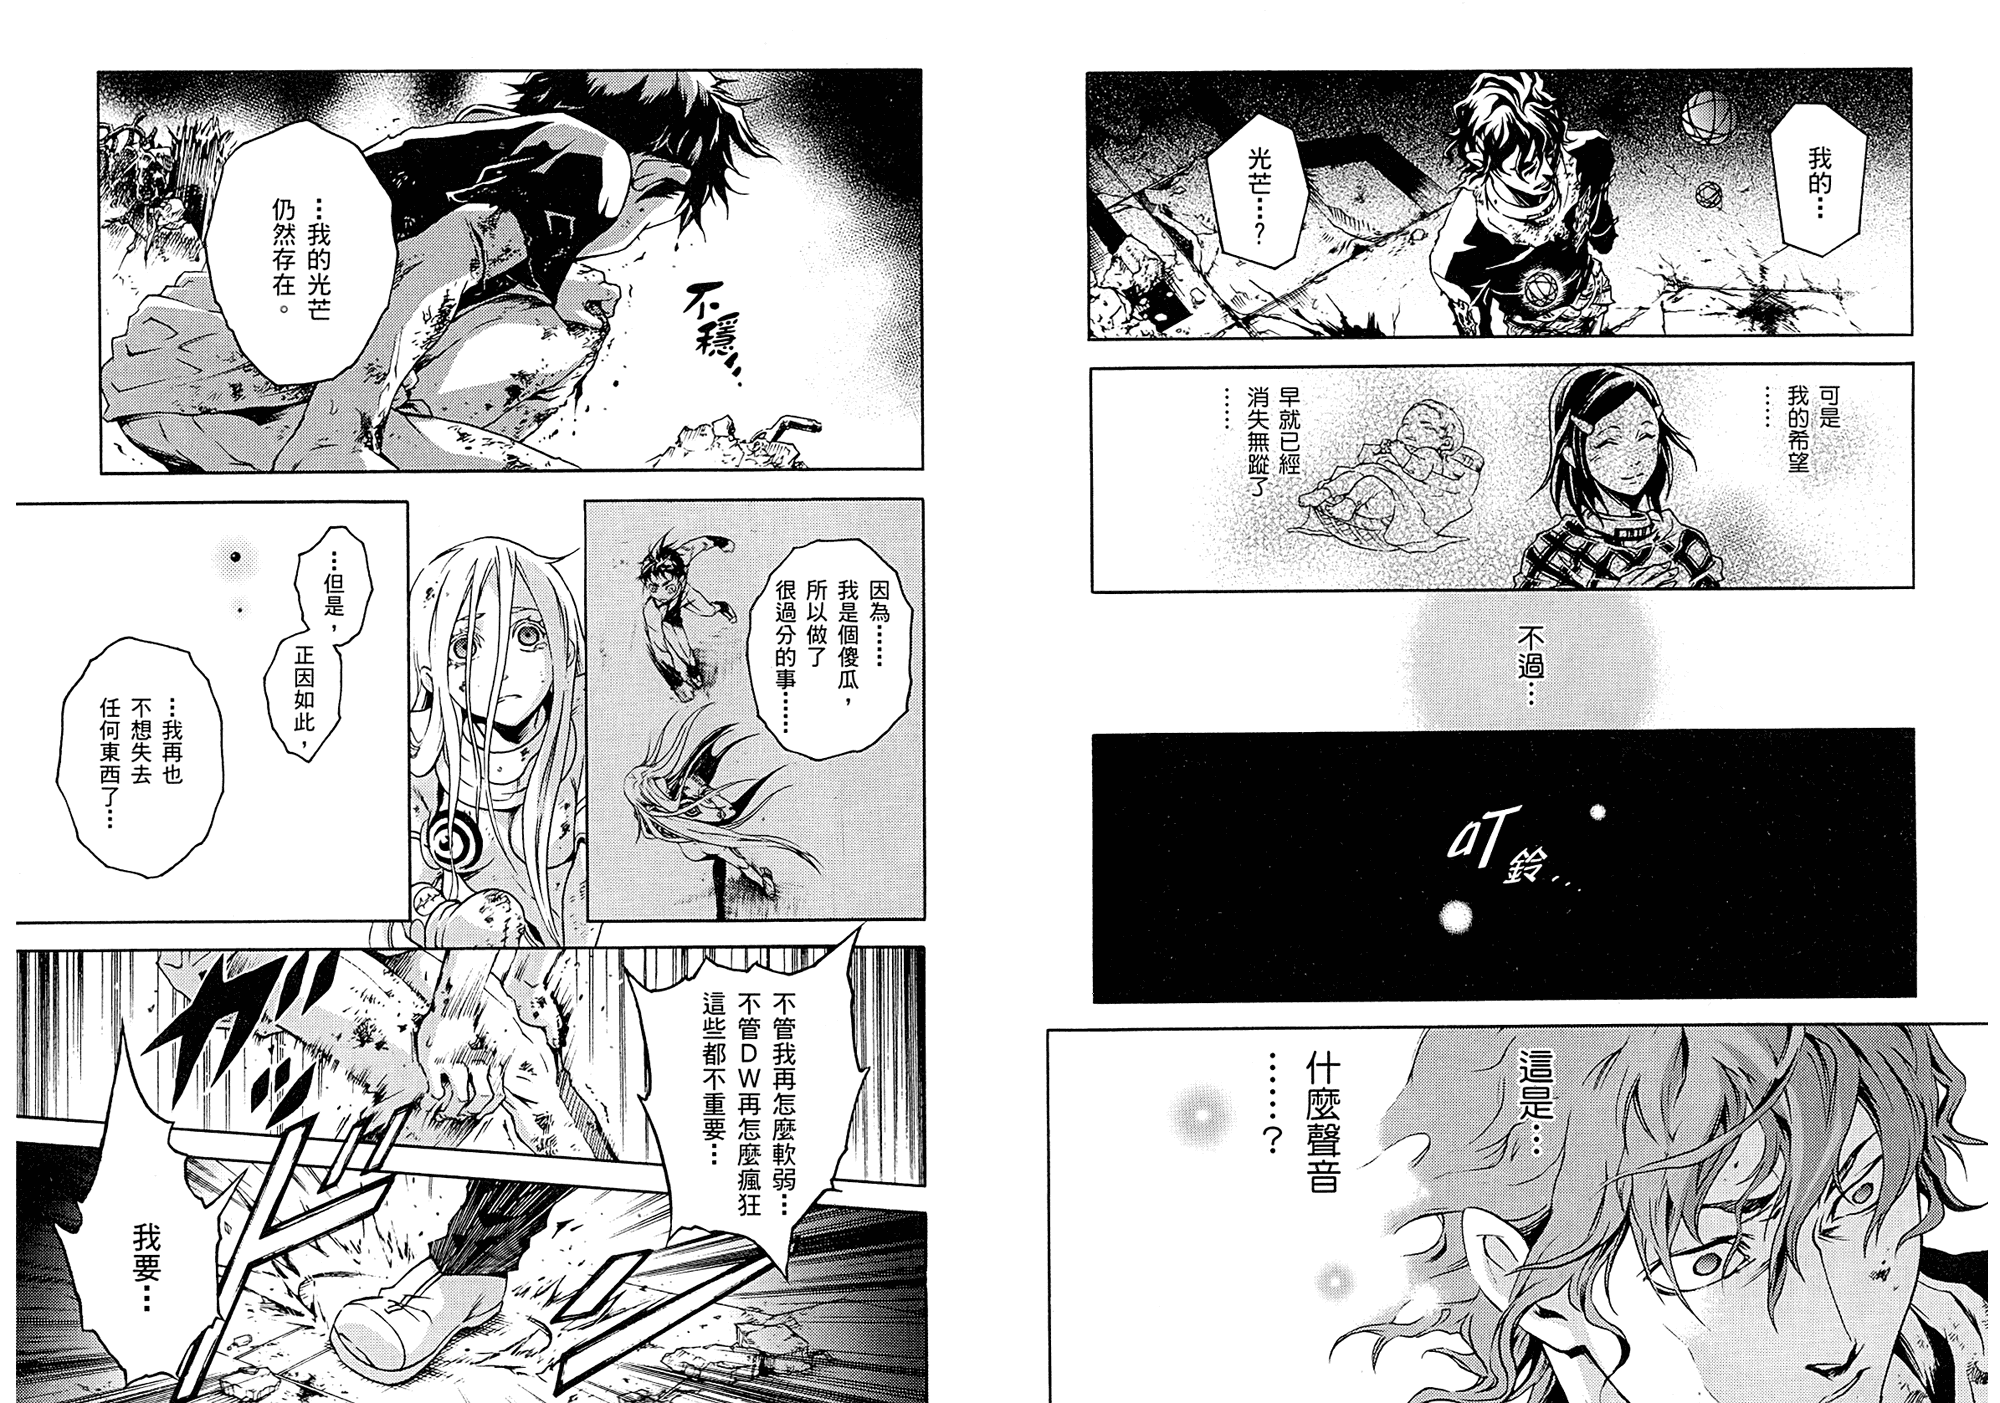 我的…
光芒…?
可是
我的希望
……
早就已經
消失無蹤了
……
不過…
叮鈴…
這是…
什麼聲音
……?
…我的光芒
仍然存在。
不穩…
因為……
我是個傻瓜，
所以做了
很過分的事……
…但是，
正因如此，
…我再也
不想失去
任何東西了…
不管我再怎麼軟弱…
不管DW再怎麼瘋狂
這些都不重要…
我要…